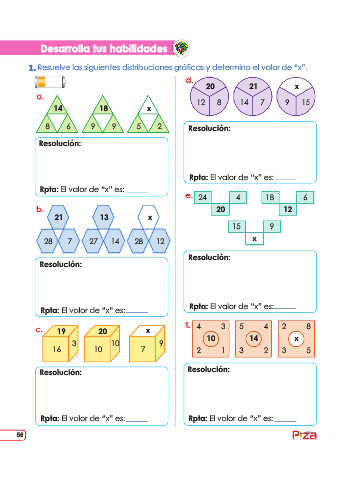 Desarrolla tus habilidades
1. Resuelve las siguientes distribuciones gráficas y determino el valor de “x”.
a.
14 18 x
8 6 9 9 5 2
Resolución:
Rpta: El valor de “x” es: ______
b.
21 13 x
28 7 27 14 28 12
Resolución:
Rpta: El valor de “x” es: ______
c.
19 20 x
16 3 10 10 7 9
Resolución:
Rpta: El valor de “x” es: ______
d.
20 21 x
12 8 14 7 9 15
Resolución:
Rpta: El valor de “x” es: ______
e.
24 4 18 6
20 12
15 9
x
Resolución:
Rpta: El valor de “x” es: ______
f.
4 3 5 4 2 8
10 14 x
2 1 3 2 3 5
Resolución:
Rpta: El valor de “x” es: ______
56